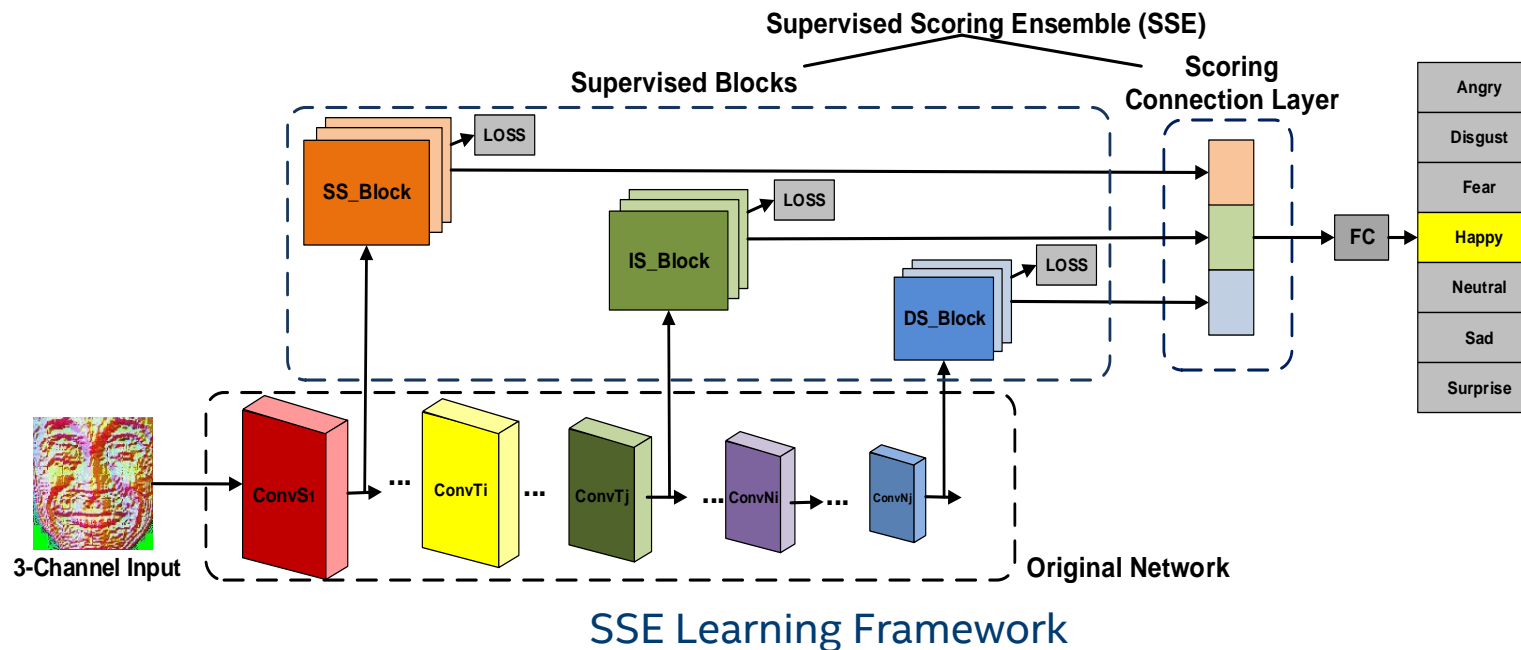 Supervised Scoring Ensemble (SSE)
Supervised Blocks
Scoring
Connection Layer
LOSS
SS_Block
LOSS
IS_Block
LOSS
DS_Block
FC
Angry
Disgust
Fear
Happy
Neutral
Sad
Surprise
ConvS1
...
ConvTi
...
ConvTj
...
ConvNi
...
ConvNj
3-Channel Input
Original Network
SSE Learning Framework